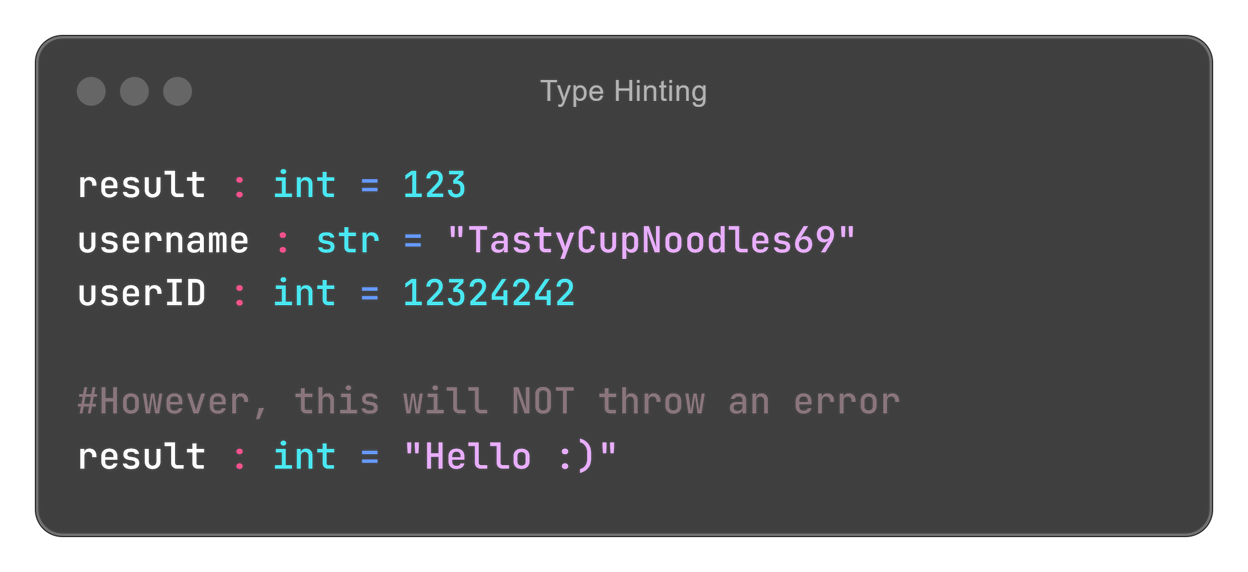 Type Hinting
result : int = 123
username : str = "TastyCupNoodles69"
userID : int = 12324242
#However, this will NOT throw an error
result : int = "Hello :)"